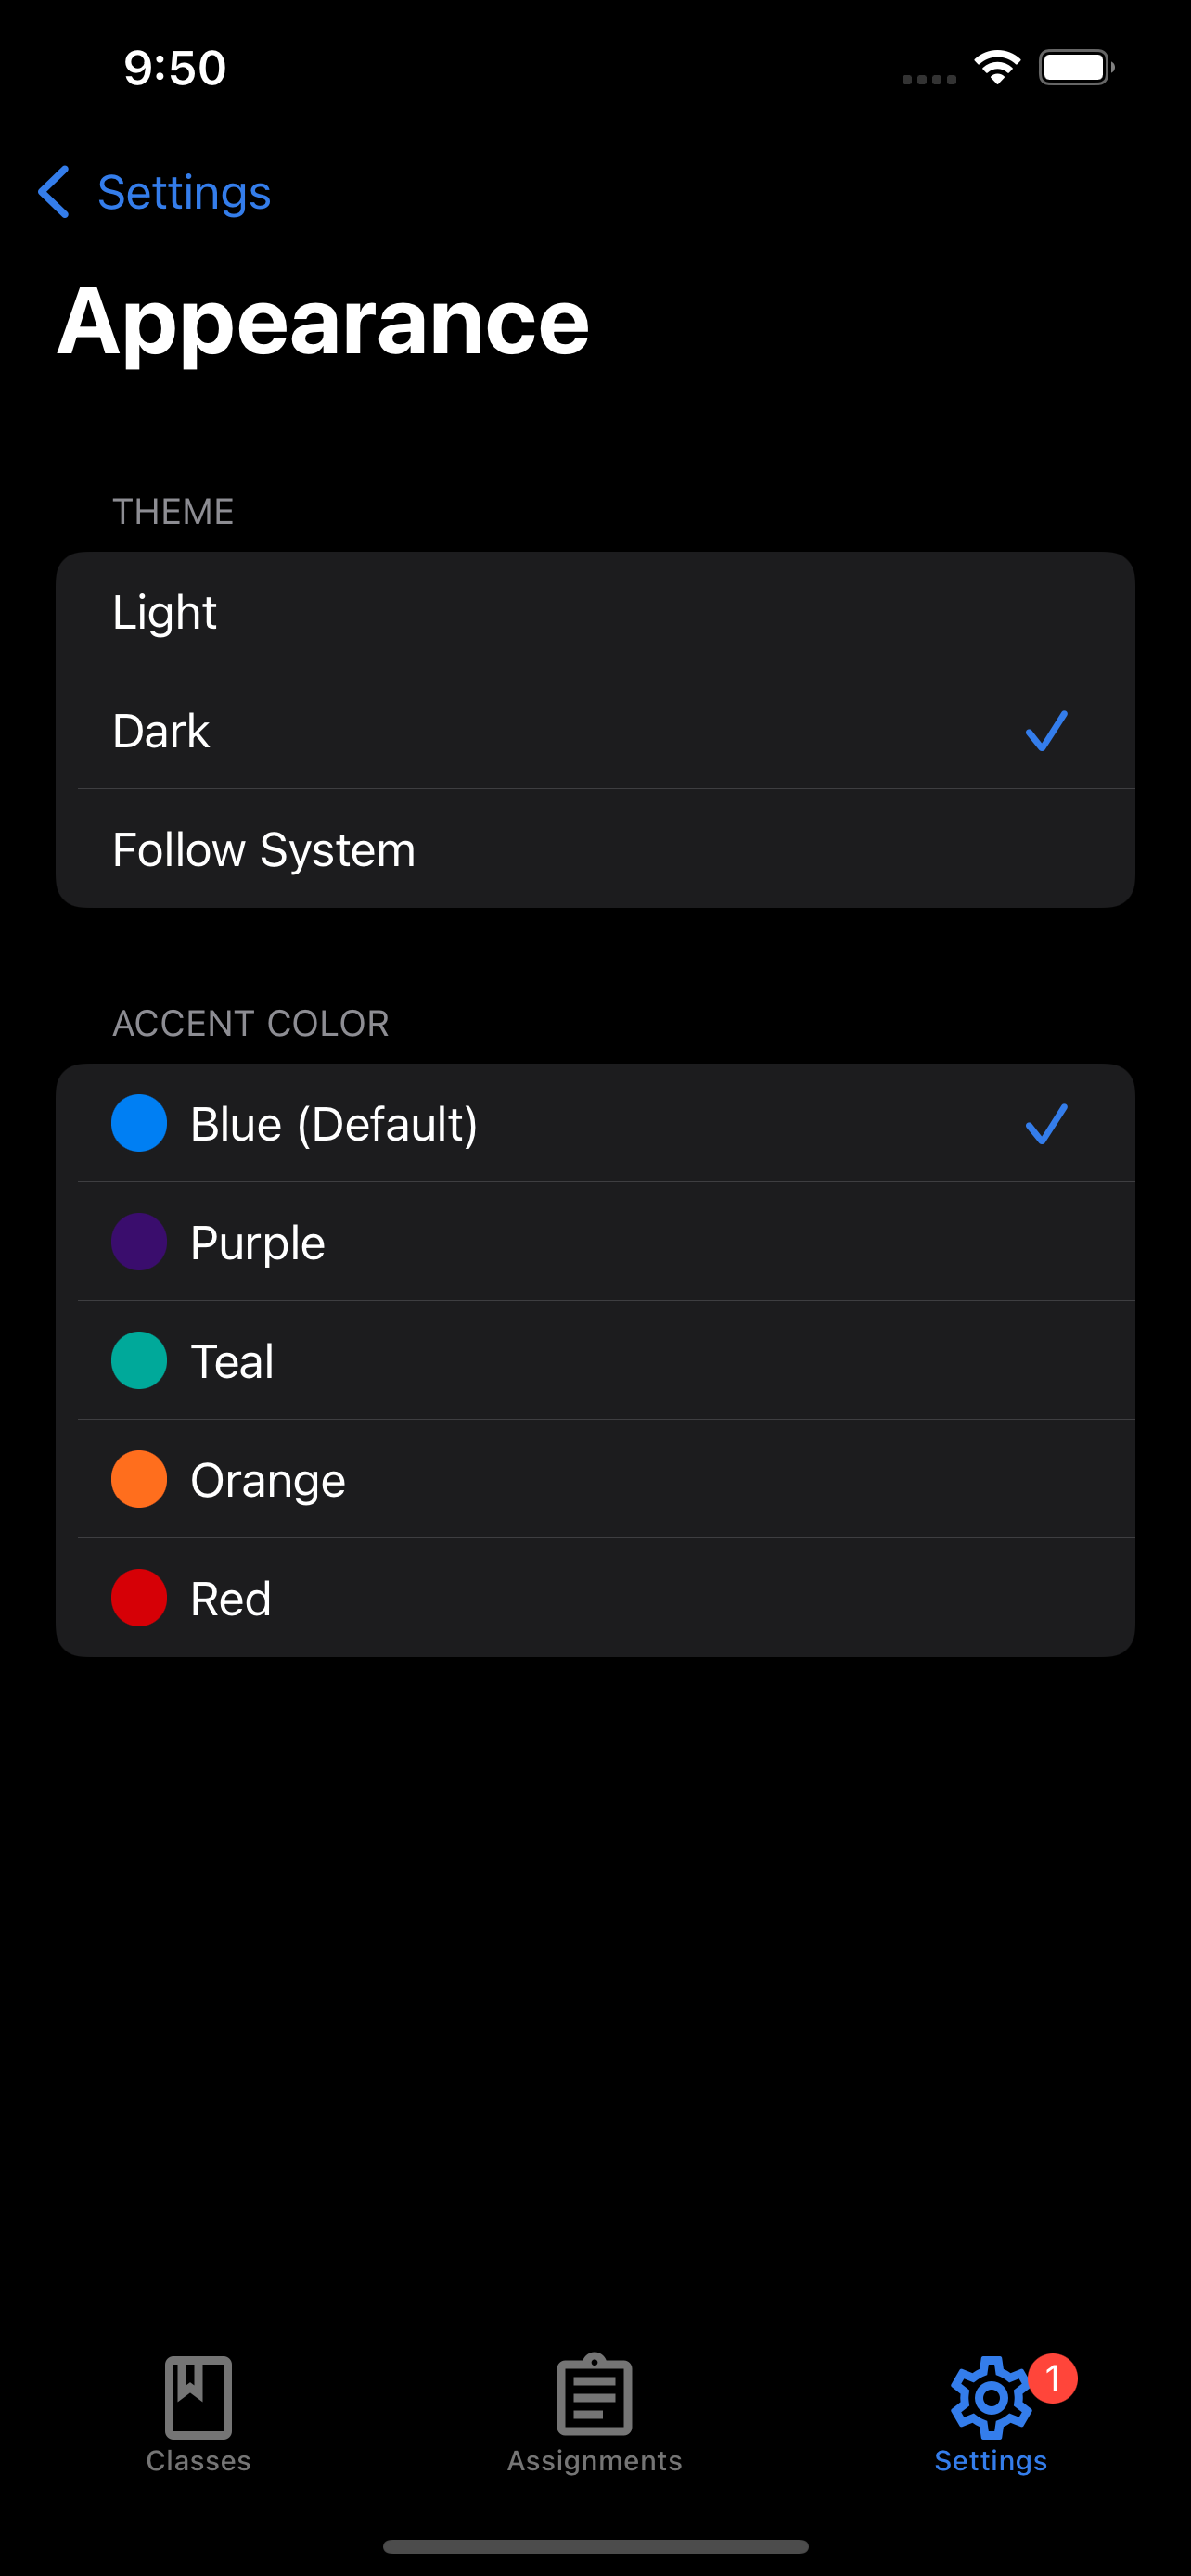 9:50
Settings
Appearance
THEME
Light
Dark
Follow System
ACCENT COLOR
Blue (Default)
Purple
Teal
Orange
Red
1
Classes
Assignments
Settings